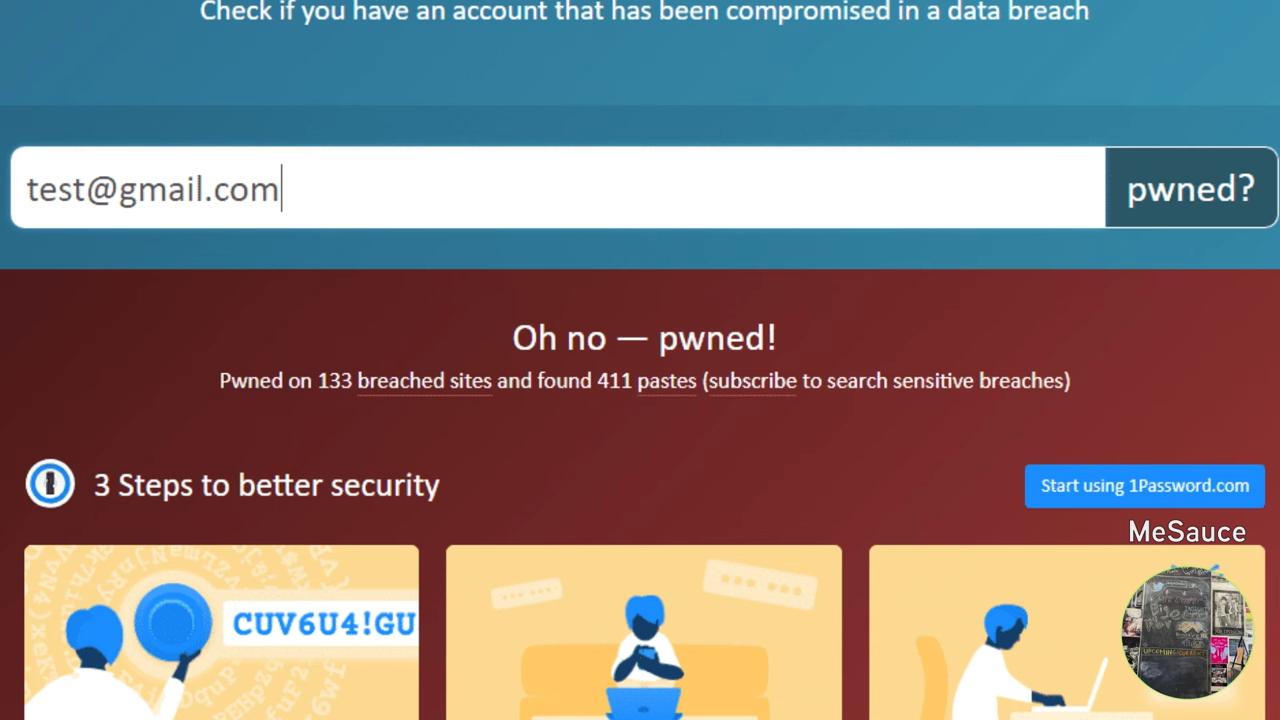 Check if you have an account that has been compromised in a data breach
test@gmail.com
pwned?
Oh no — pwned!
Pwned on 133 breached sites and found 411 pastes (subscribe to search sensitive breaches)
3 Steps to better security
Start using 1Password.com
MeSauce
CUV6U4!GU